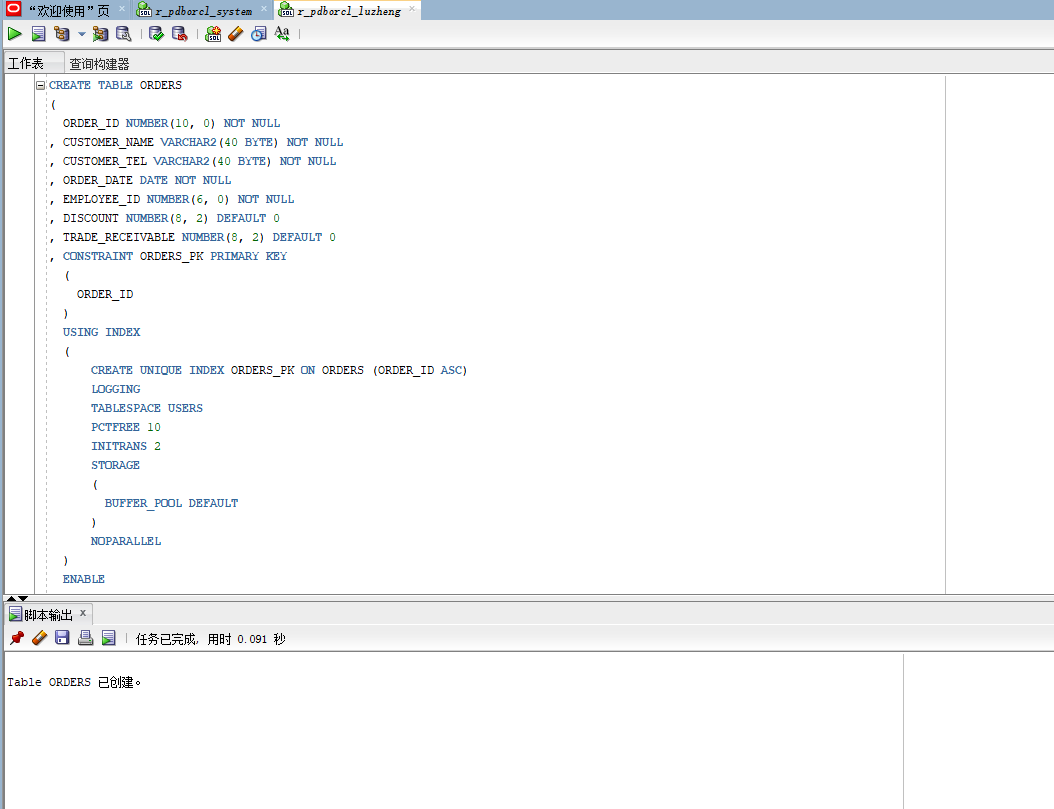 “欢迎使用”页 r_pdborcl_system r_pdborcl_luzheng
工作表 查询构建器
CREATE TABLE ORDERS
(
ORDER_ID NUMBER(10, 0) NOT NULL
, CUSTOMER_NAME VARCHAR2(40 BYTE) NOT NULL
, CUSTOMER_TEL VARCHAR2(40 BYTE) NOT NULL
, ORDER_DATE DATE NOT NULL
, EMPLOYEE_ID NUMBER(6, 0) NOT NULL
, DISCOUNT NUMBER(8, 2) DEFAULT 0
, TRADE_RECEIVABLE NUMBER(8, 2) DEFAULT 0
, CONSTRAINT ORDERS_PK PRIMARY KEY
(
ORDER_ID
)
USING INDEX
(
CREATE UNIQUE INDEX ORDERS_PK ON ORDERS (ORDER_ID ASC)
LOGGING
TABLESPACE USERS
PCTFREE 10
INITRANS 2
STORAGE
(
BUFFER_POOL DEFAULT
)
NOPARALLEL
)
ENABLE
脚本输出 x
任务已完成, 用时 0.091 秒
Table ORDERS 已创建。